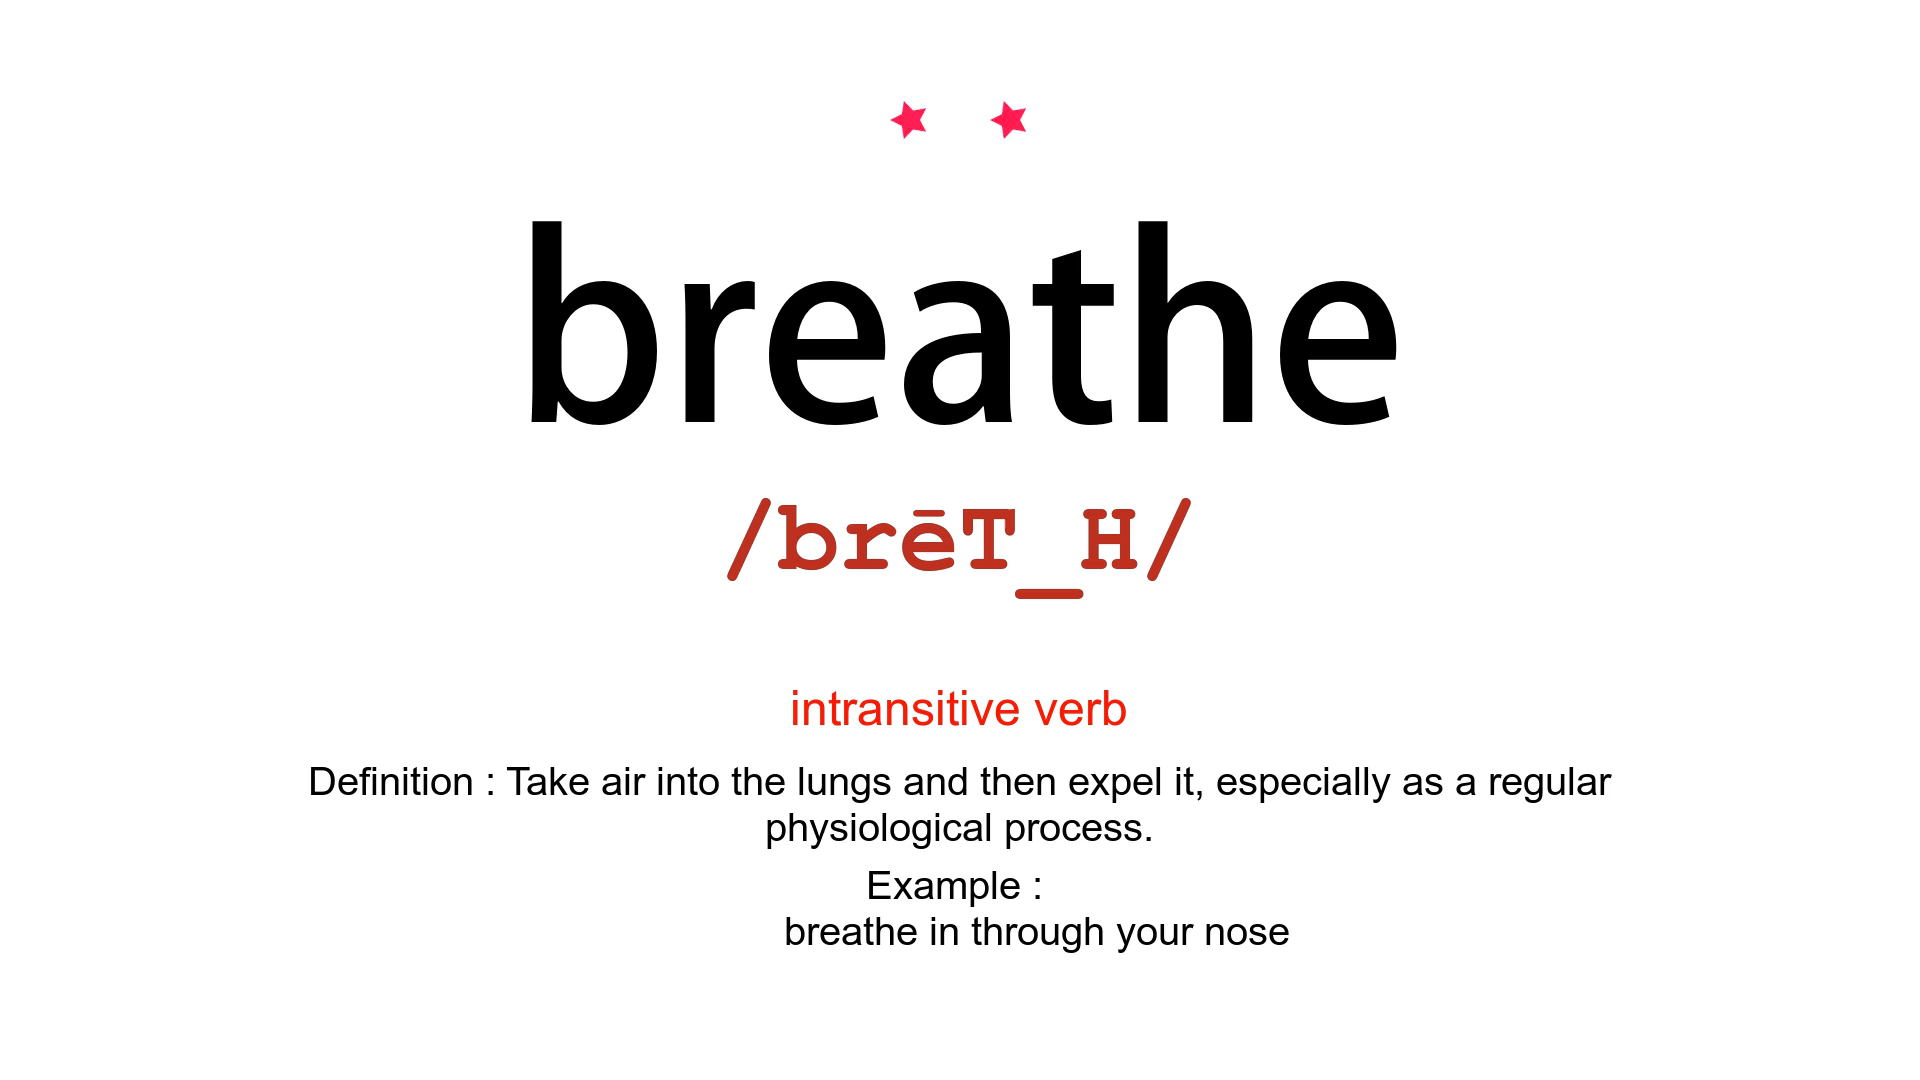 breathe
/brēT_H/
intransitive verb
Definition : Take air into the lungs and then expel it, especially as a regular
physiological process.
Example :
breathe in through your nose